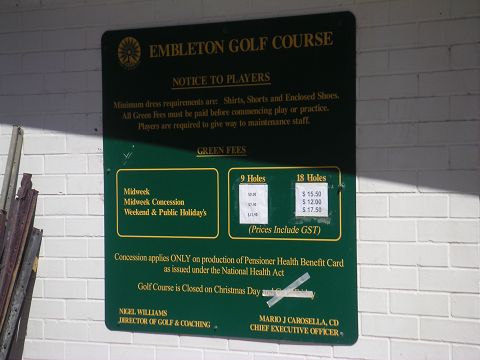 EMBLETON GOLF COURSE
NOTICE TO PLAYERS
Minimum dress requirements are: Shirts, Shorts and Enclosed Shoes.
All Green Fees must be paid before commencing play or practice.
Players are required to give way to maintenance staff.
GREEN FEES
9 Holes 18 Holes
Midweek $ 15.50
Midweek Concession $ 12.00
Weekend & Public Holiday's $ 17.50
(Prices Include GST)
Concession applies ONLY on production of Pensioner Health Benefit Card
as issued under the National Health Act
Golf Course is Closed on Christmas Day and
NIGEL WILLIAMS
DIRECTOR OF GOLF & COACHING
MARIO J CAROSELLA, CD
CHIEF EXECUTIVE OFFICER